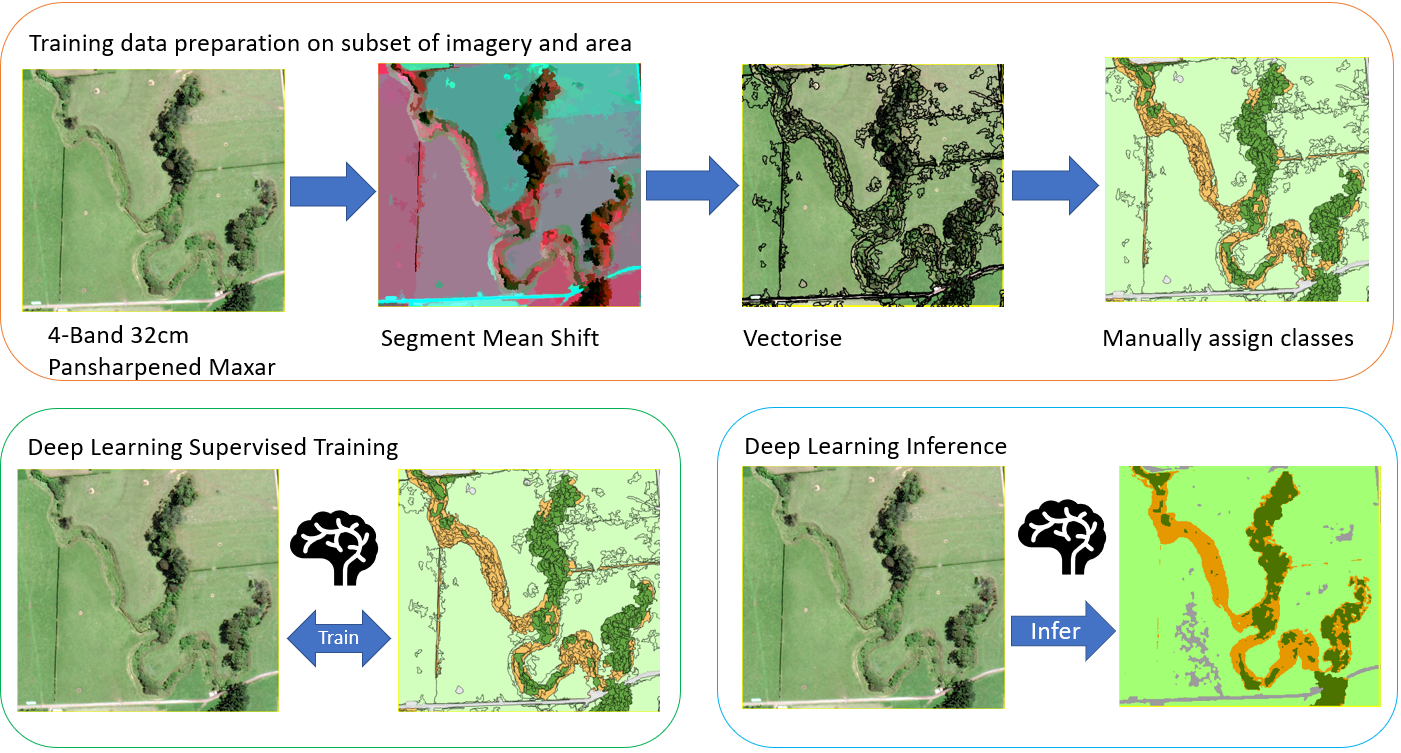 Training data preparation on subset of imagery and area
4-Band 32cm
Pansharpened Maxar
Segment Mean Shift
Vectorise
Manually assign classes
Deep Learning Supervised Training
Train
Deep Learning Inference
Infer